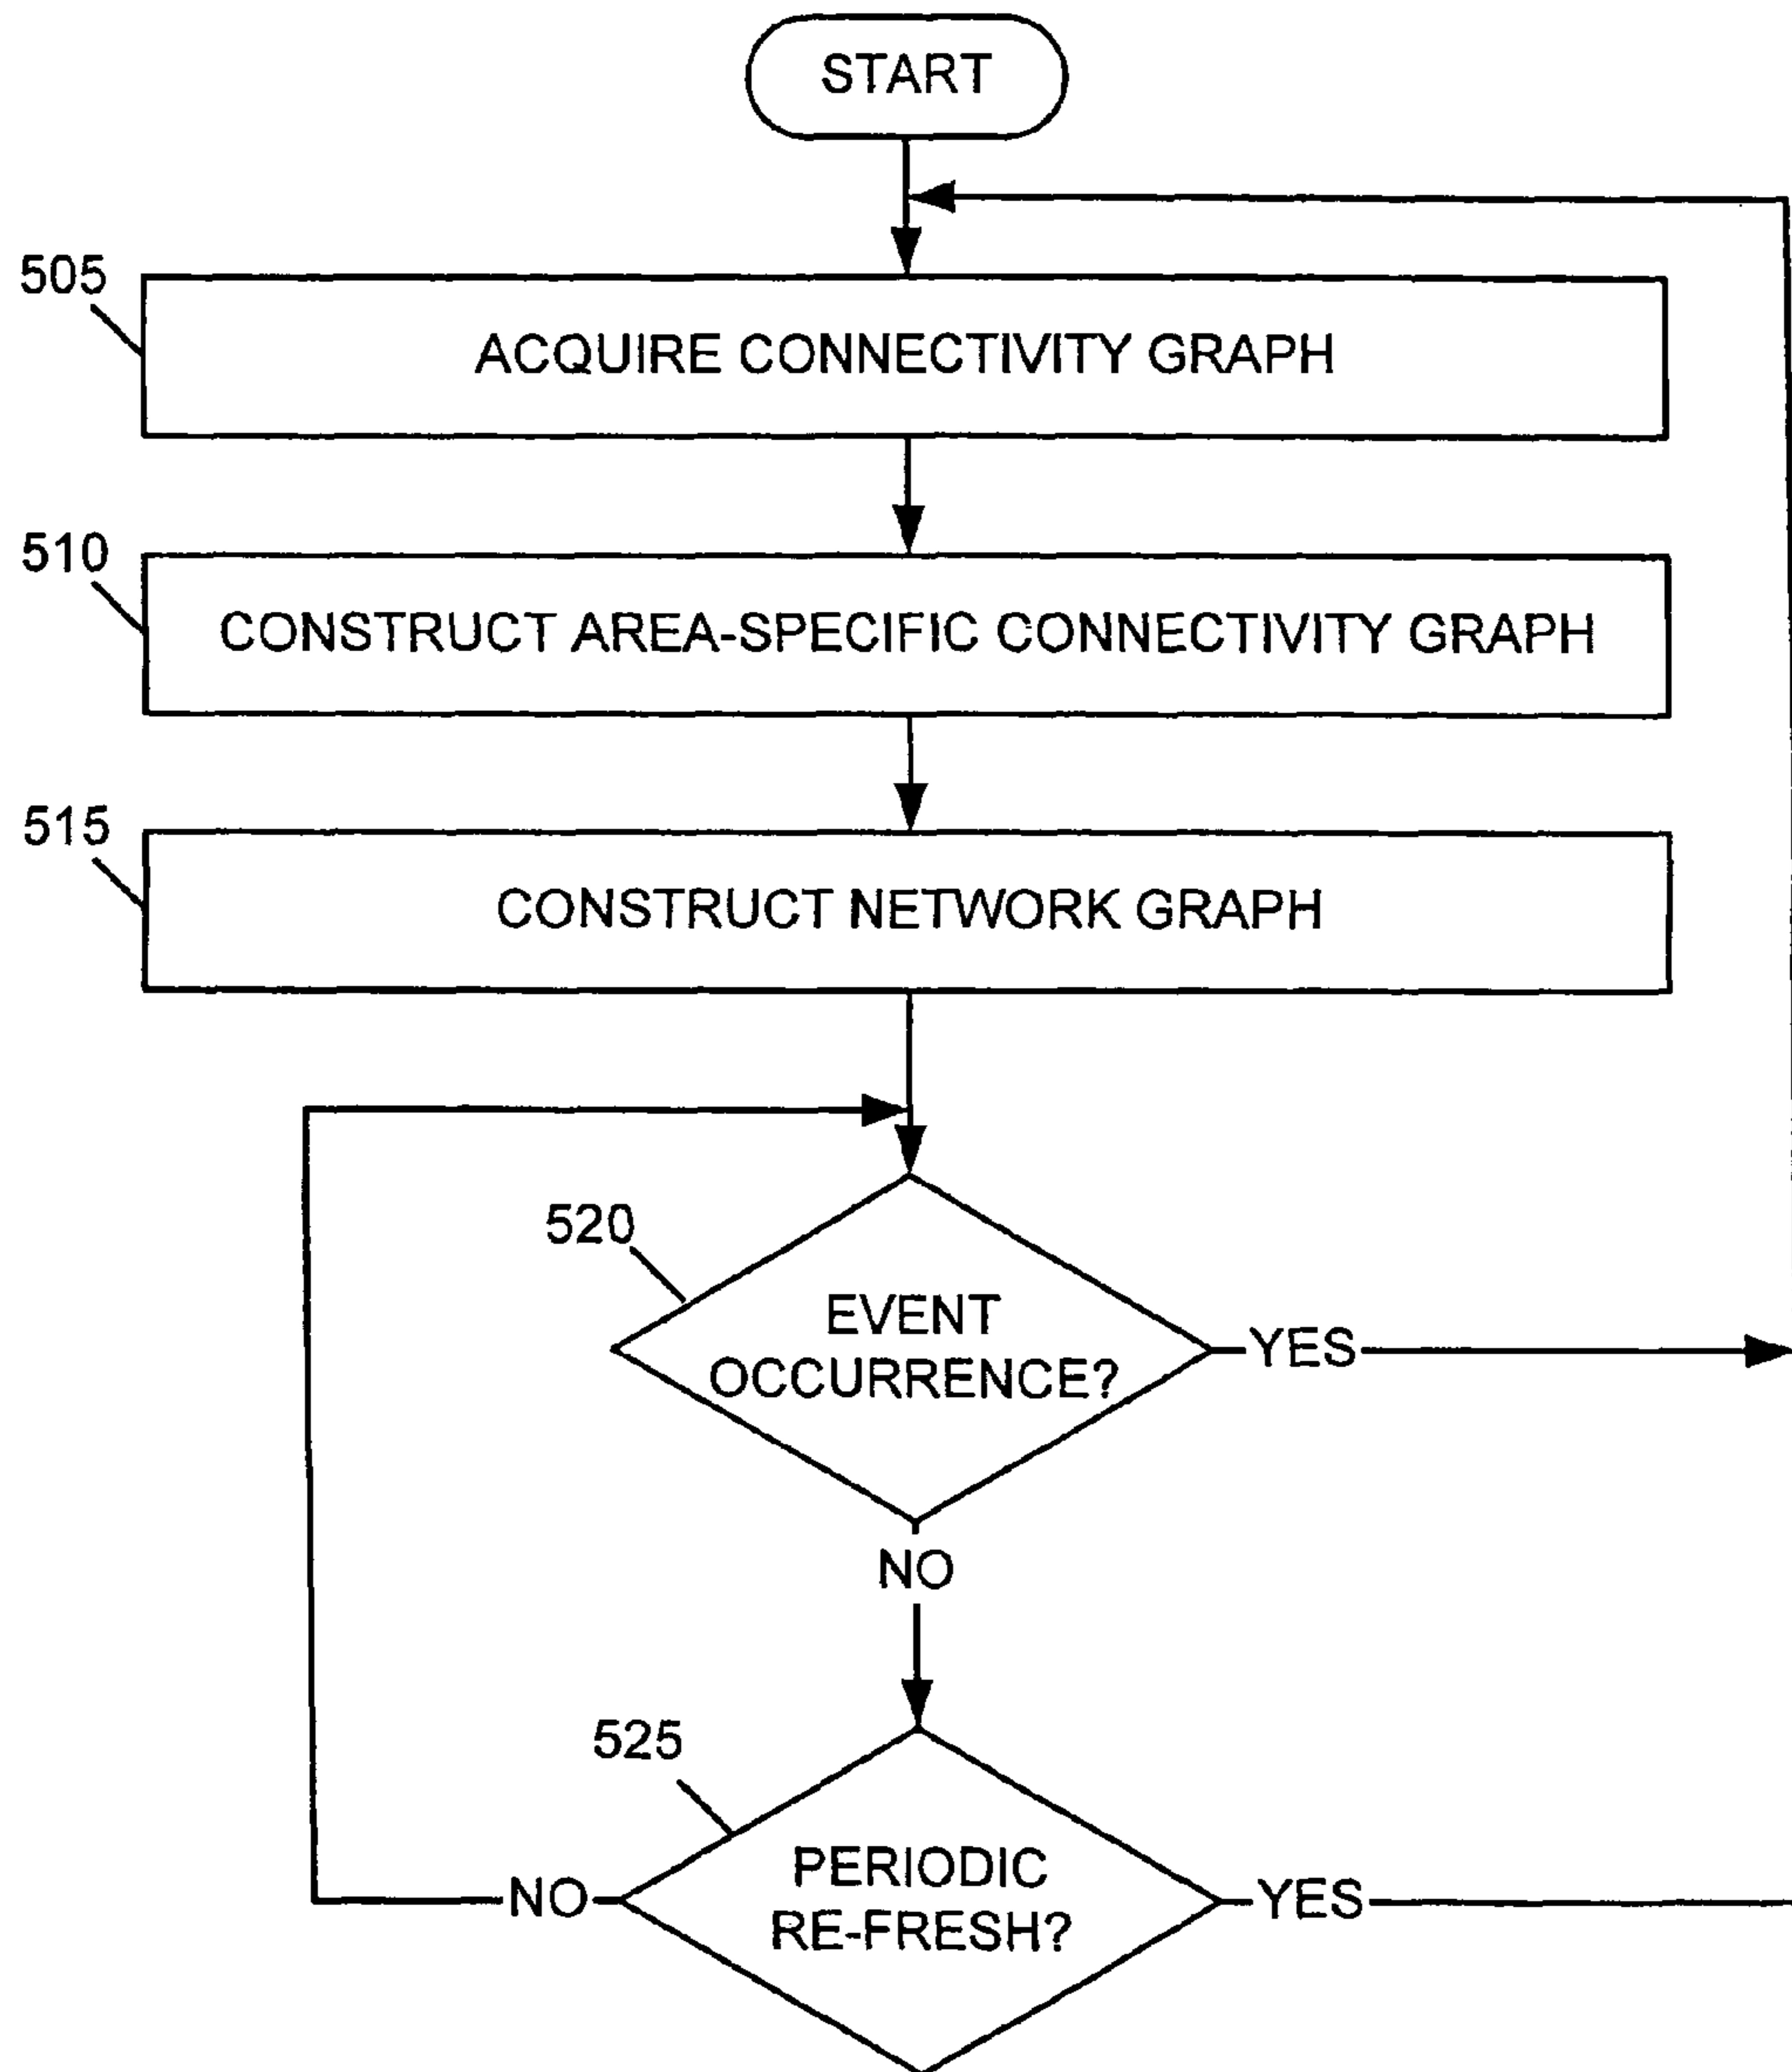 START
505
ACQUIRE CONNECTIVITY GRAPH
510
CONSTRUCT AREA-SPECIFIC CONNECTIVITY GRAPH
515
CONSTRUCT NETWORK GRAPH
520
EVENT
OCCURRENCE?
YES
NO
525
PERIODIC
RE-FRESH?
NO
YES